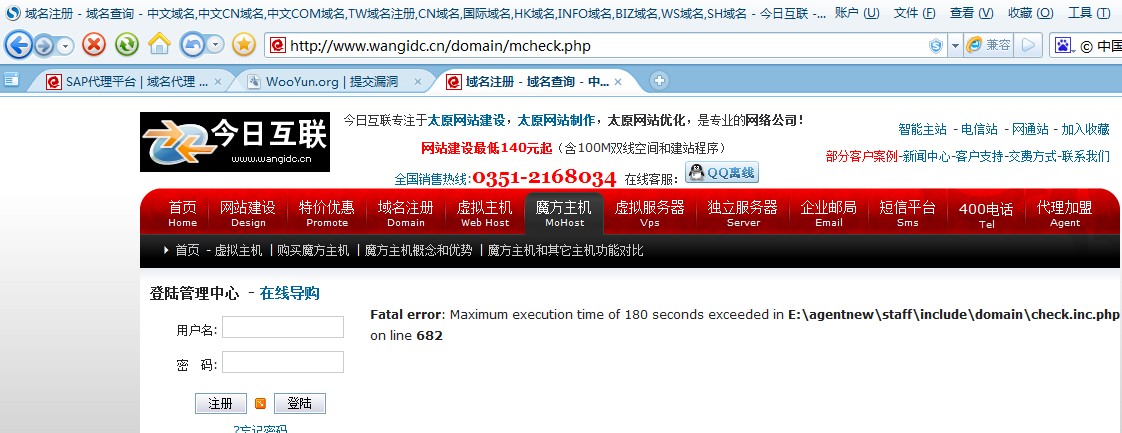 域名注册 - 域名查询 - 中文域名,中文CN域名,中文COM域名,TW域名注册,CN域名,国际域名,HK域名,INFO域名,BIZ域名,WS域名,SH域名 - 今日互联 -... 账户 (U) 文件 (F) 查看 (V) 收藏 (O) 工具 (T)
http://www.wangidc.cn/domain/mcheck.php 兼容 © 中国
SAP代理平台 | 域名代理 ... × WooYun.org | 提交漏洞 × 域名注册 - 域名查询 - 中... ×
今日互联
www.wangidc.cn
今日互联专注于太原网站建设，太原网站制作，太原网站优化，是专业的网络公司！
网站建设最低140元起（含100M双线空间和建站程序）
全国销售热线:0351-2168034 在线客服: QQ离线
智能主站 - 电信站 - 网通站 - 加入收藏
部分客户案例-新闻中心-客户支持-交费方式-联系我们
首页 网站建设 特价优惠 域名注册 虚拟主机 魔方主机 虚拟服务器 独立服务器 企业邮局 短信平台 400电话 代理加盟
Home Design Promote Domain Web Host MoHost Vps Server Email Sms Tel Agent
首页 - 虚拟主机 | 购买魔方主机 | 魔方主机概念和优势 | 魔方主机和其它主机功能对比
登陆管理中心 - 在线导购
用户名:
密 码:
注册 登陆
?忘记密码
Fatal error: Maximum execution time of 180 seconds exceeded in E:\agentnew\staff\include\domain\check.inc.php
on line 682